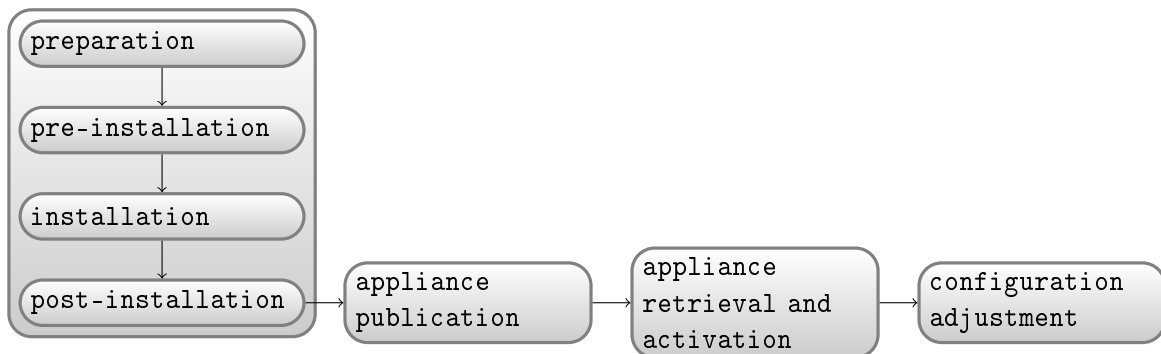 preparation
pre-installation
installation
post-installation
appliance
publication
appliance
retrieval and
activation
configuration
adjustment